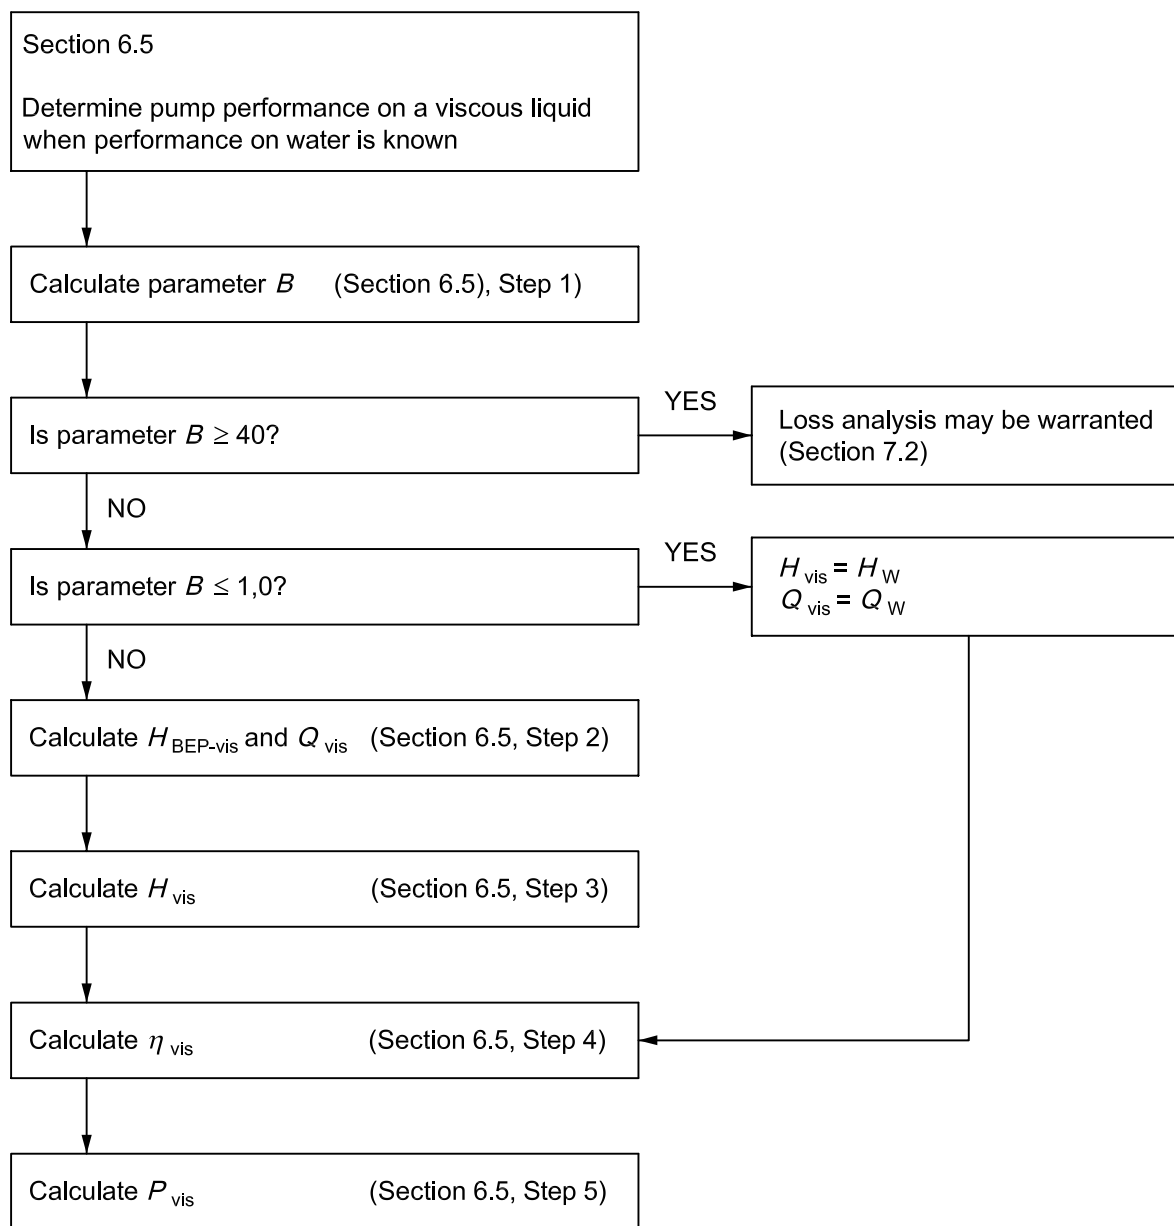 Section 6.5
Determine pump performance on a viscous liquid
when performance on water is known
Calculate parameter B (Section 6.5), Step 1)
Is parameter B ≥ 40?
YES
Loss analysis may be warranted
(Section 7.2)
NO
Is parameter B ≤ 1,0?
YES
H vis = H W
Q vis = Q W
NO
Calculate H BEP-vis and Q vis (Section 6.5, Step 2)
Calculate H vis (Section 6.5, Step 3)
Calculate η vis (Section 6.5, Step 4)
Calculate P vis (Section 6.5, Step 5)